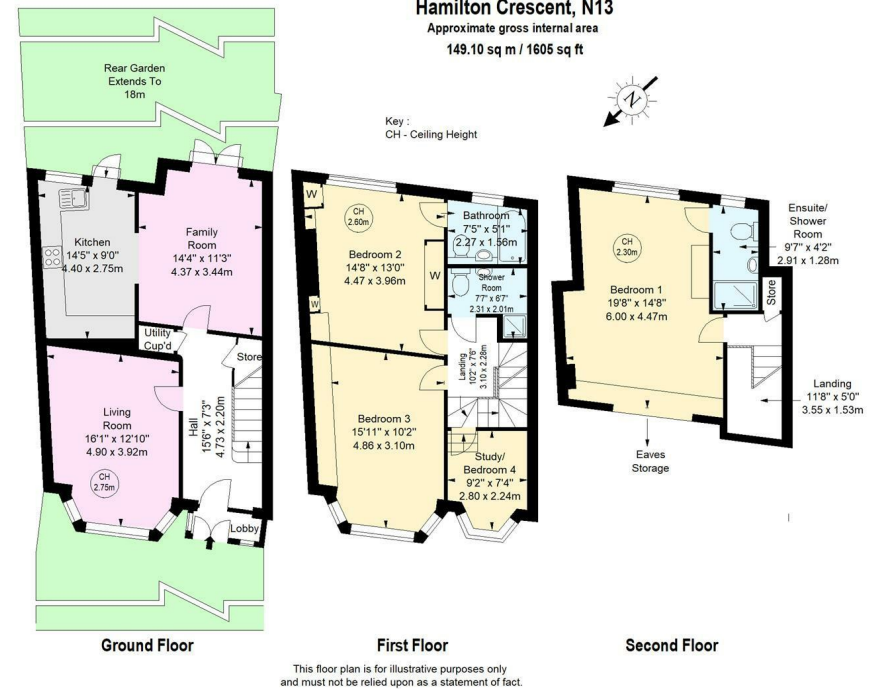 Hamilton Crescent, N13
Approximate gross internal area
149.10 sq m / 1605 sq ft
Rear Garden
Extends To
18m
N
Key :
CH - Ceiling Height
Kitchen
14'5" x 9'0"
4.40 x 2.75m
Family
Room
14'4" x 11'3"
4.37 x 3.44m
Utility
Cup'd
Store
Living
Room
16'1" x 12'10"
4.90 x 3.92m
CH
2.75m
Hall
15'6" x 7'3"
4.73 x 2.20m
Lobby
W
CH
2.60m
Bedroom 2
14'8" x 13'0"
4.47 x 3.96m
W
W
Bathroom
7'5" x 5'1"
2.27 x 1.56m
Shower
Room
7'7" x 6'7"
2.31 x 2.01m
Landing
10'2" x 7'6"
3.10 x 2.28m
Bedroom 3
15'11" x 10'2"
4.86 x 3.10m
Study/
Bedroom 4
9'2" x 7'4"
2.80 x 2.24m
CH
2.30m
Bedroom 1
19'8" x 14'8"
6.00 x 4.47m
Ensuite/
Shower
Room
9'7" x 4'2"
2.91 x 1.28m
Store
Landing
11'8" x 5'0"
3.55 x 1.53m
Eaves
Storage
Ground Floor
First Floor
Second Floor
This floor plan is for illustrative purposes only
and must not be relied upon as a statement of fact.